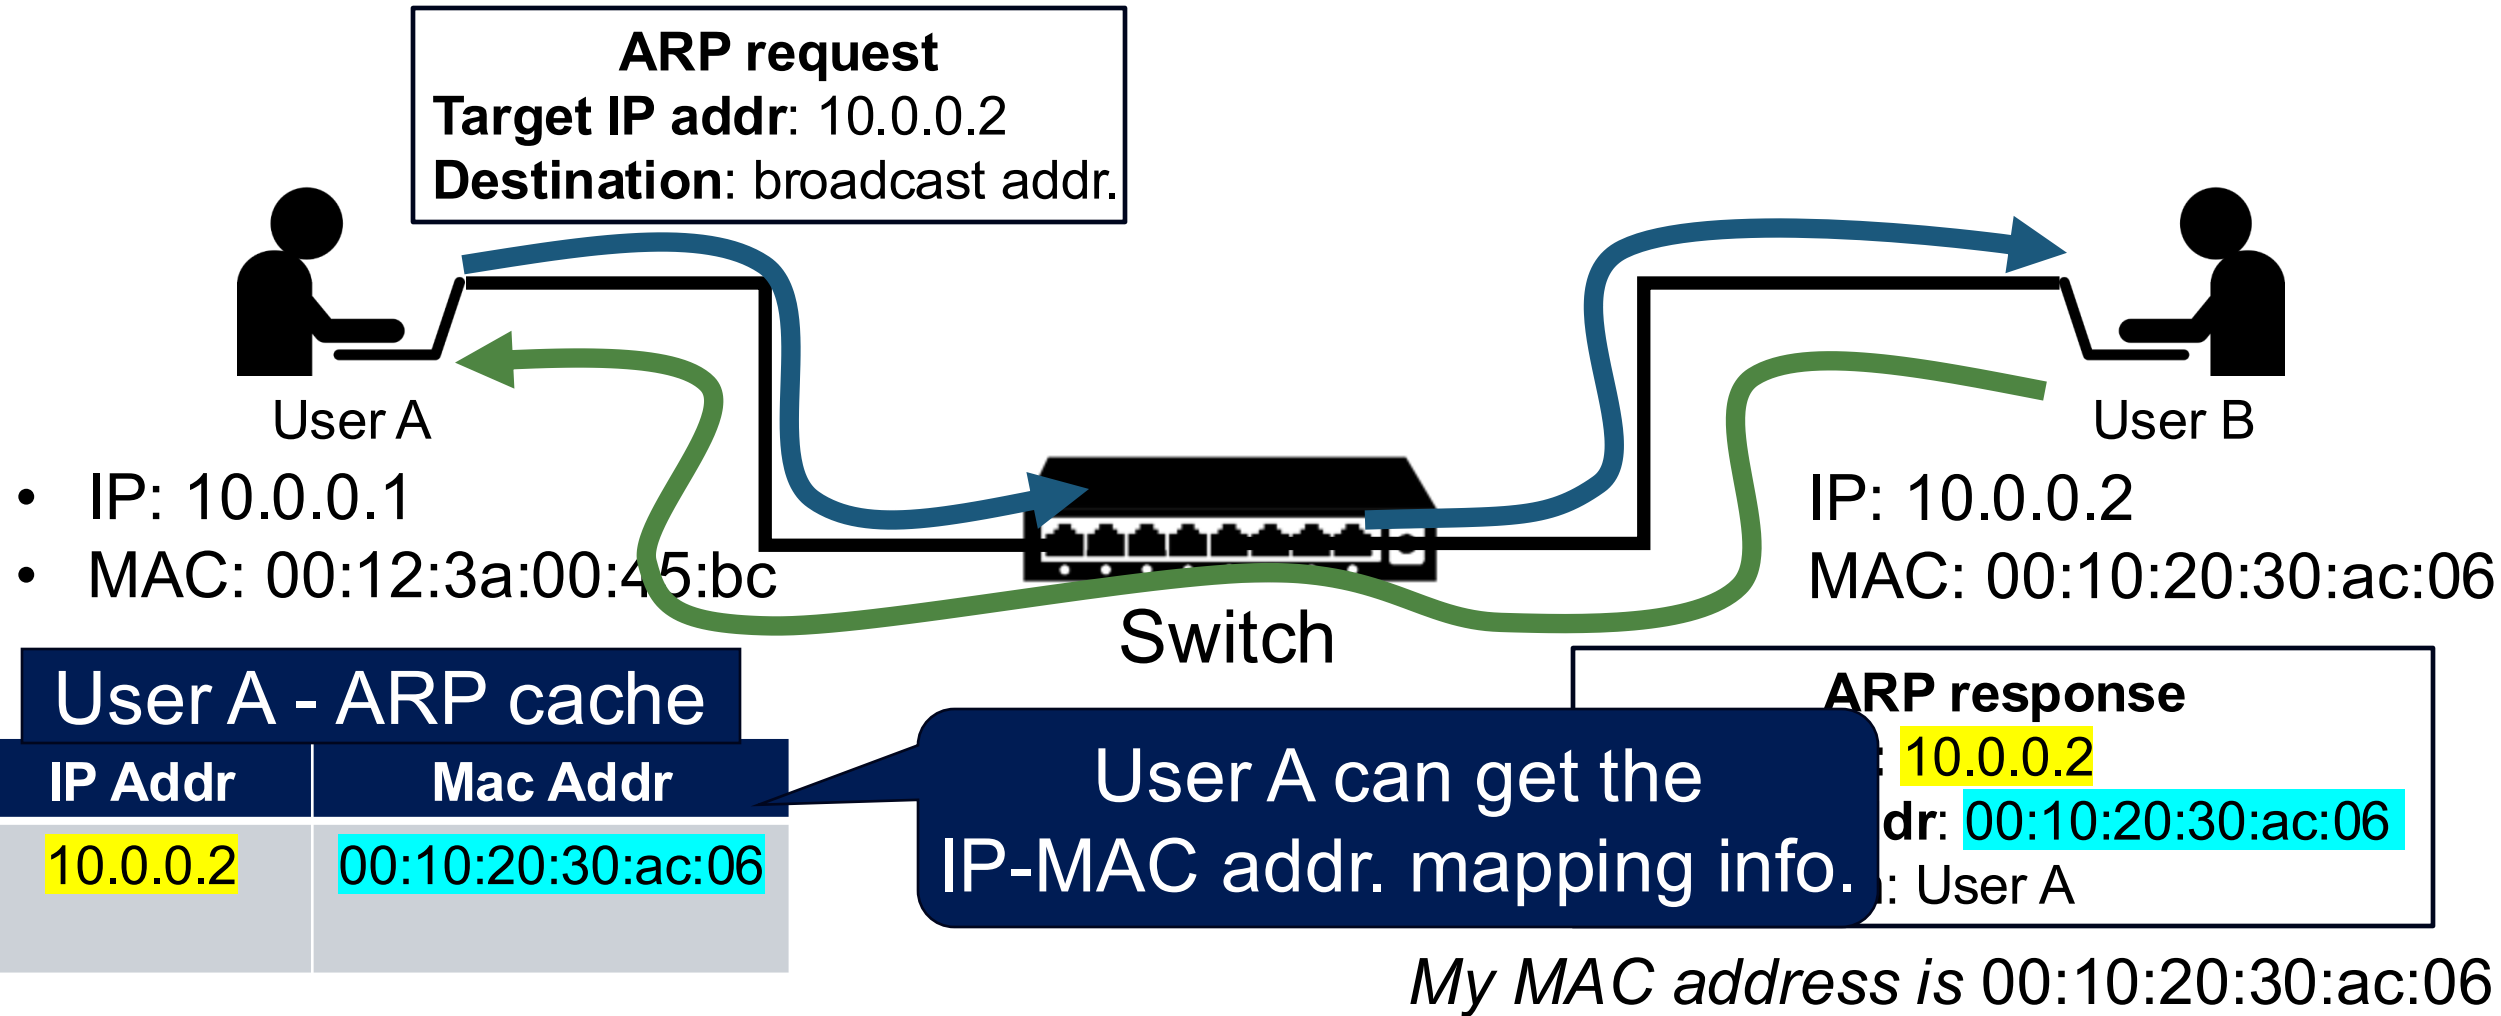 ARP request
Target IP addr: 10.0.0.2
Destination: broadcast addr.
User A
User B
• IP: 10.0.0.1
• MAC: 00:12:3a:00:45:bc
IP: 10.0.0.2
MAC: 00:10:20:30:ac:06
Switch
User A - ARP cache
IP Addr Mac Addr
10.0.0.2 00:10:20:30:ac:06
User A can get the
IP-MAC addr. mapping info.
ARP response
: 10.0.0.2
dr: 00:10:20:30:ac:06
: User A
My MAC address is 00:10:20:30:ac:06